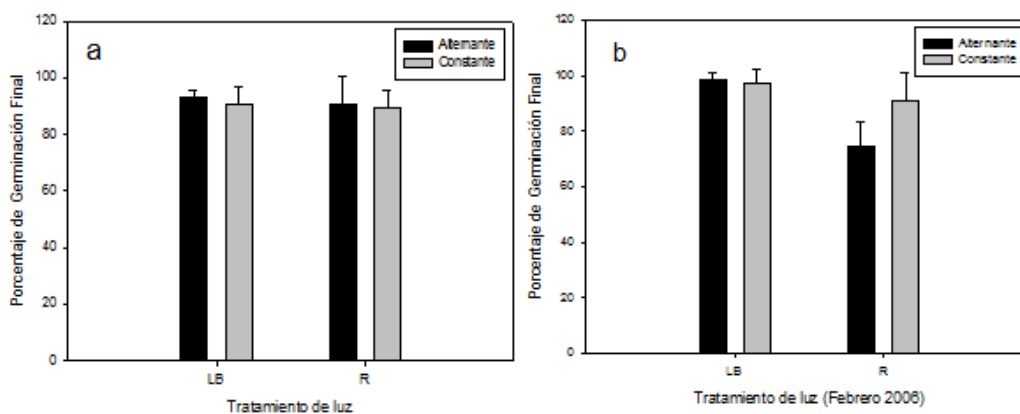 a
Alternante
Constante
Porcentaje de Germinación Final
120
100
80
60
40
20
0
LB
R
Tratamiento de luz
b
Alternante
Constante
Porcentaje de Germinación Final
120
100
80
60
40
20
0
LB
R
Tratamiento de luz (Febrero 2006)